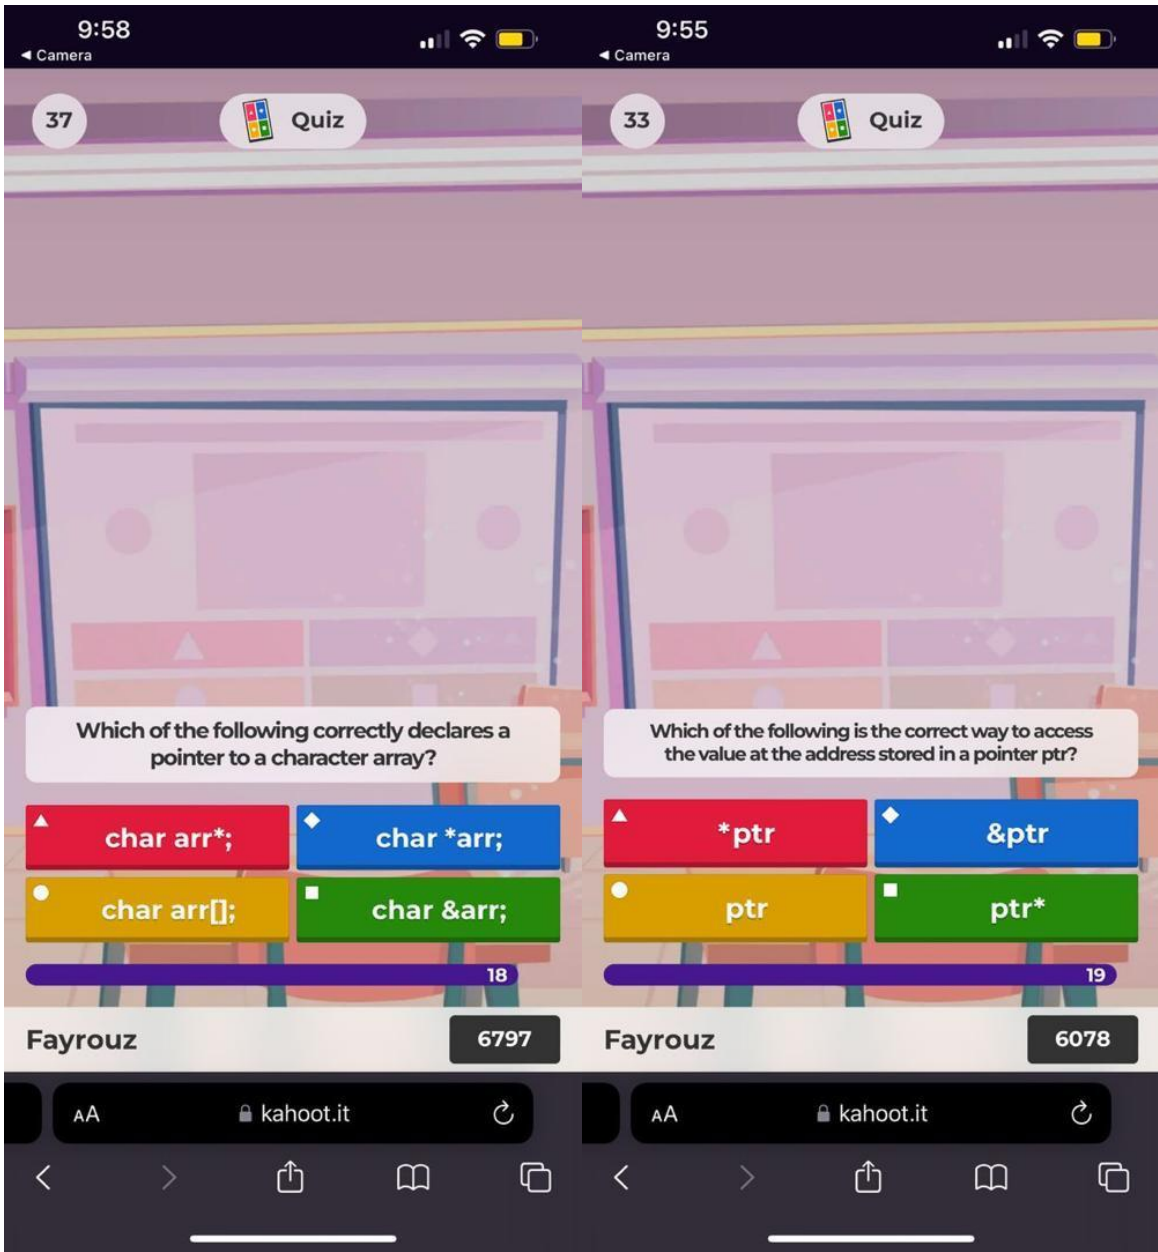 9:58
◀ Camera
37
Quiz
Which of the following correctly declares a
pointer to a character array?
char arr*;
char *arr;
char arr[];
char &arr;
18
Fayrouz
6797
AA
kahoot.it
9:55
◀ Camera
33
Quiz
Which of the following is the correct way to access
the value at the address stored in a pointer ptr?
*ptr
&ptr
ptr
ptr*
19
Fayrouz
6078
AA
kahoot.it